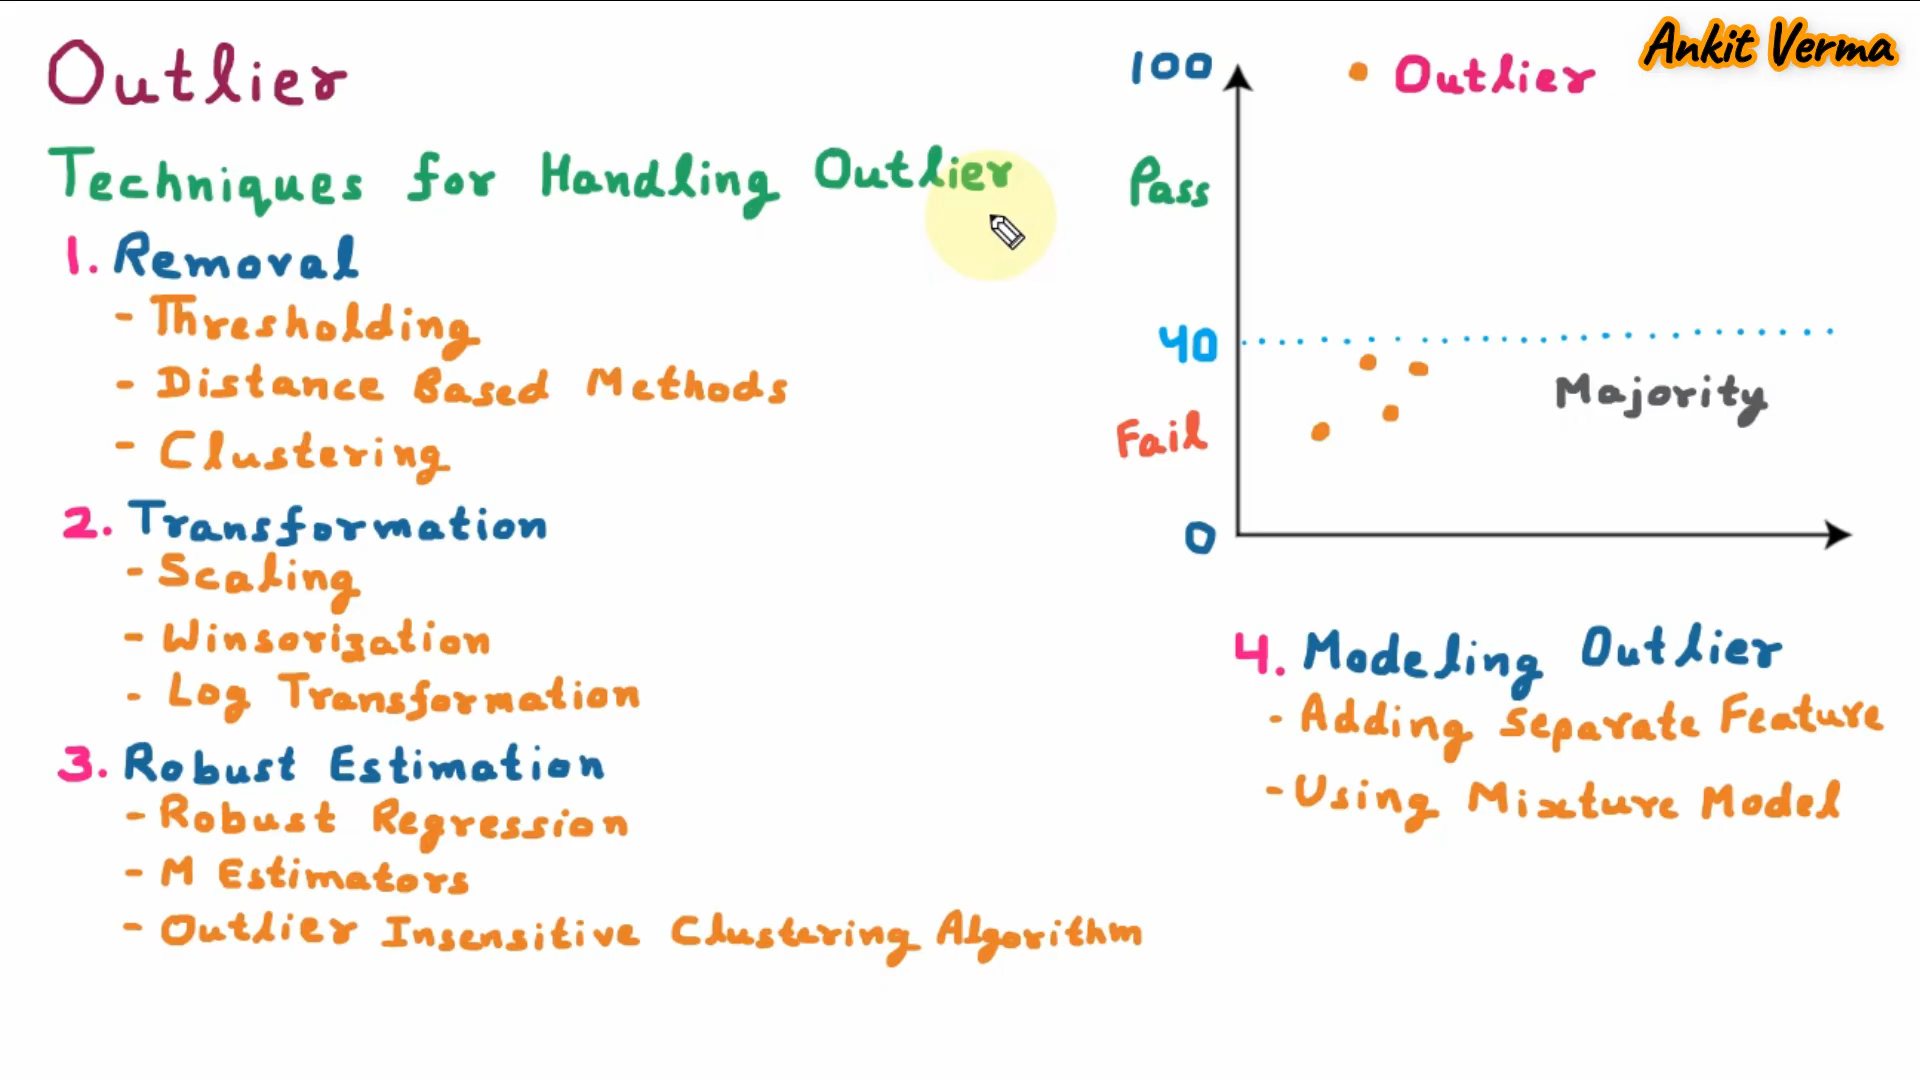 Outlier
Techniques for Handling Outlier
1. Removal
- Thresholding
- Distance Based Methods
- Clustering
2. Transformation
- Scaling
- Winsorization
- Log Transformation
3. Robust Estimation
- Robust Regression
- M Estimators
- Outlier Insensitive Clustering Algorithm
Ankit Verma
100
Outlier
Pass
40
Majority
Fail
0
4. Modeling Outlier
- Adding Separate Feature
- Using Mixture Model